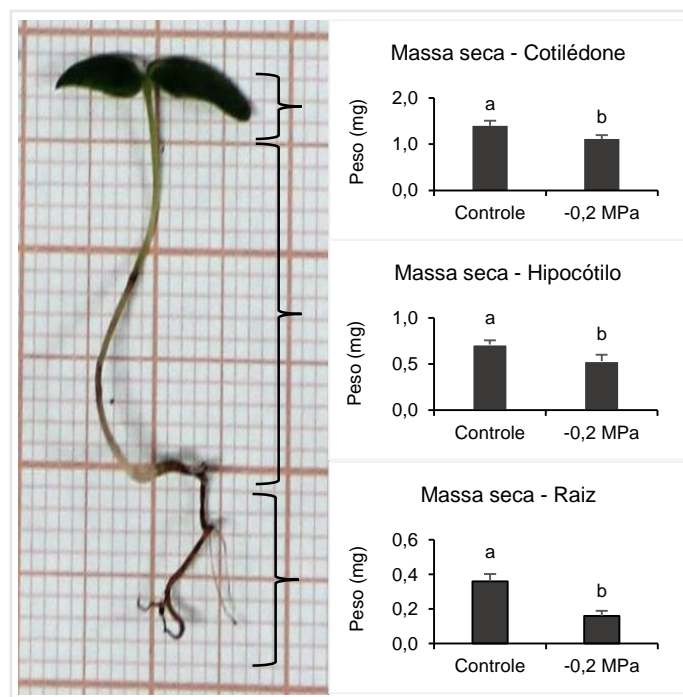 Massa seca - Cotilédone
Peso (mg)
2,0
1,0
0,0
a
b
Controle
-0,2 MPa
Massa seca - Hipocótilo
Peso (mg)
1,0
0,5
0,0
a
b
Controle
-0,2 MPa
Massa seca - Raiz
Peso (mg)
0,6
0,4
0,2
0,0
a
b
Controle
-0,2 MPa